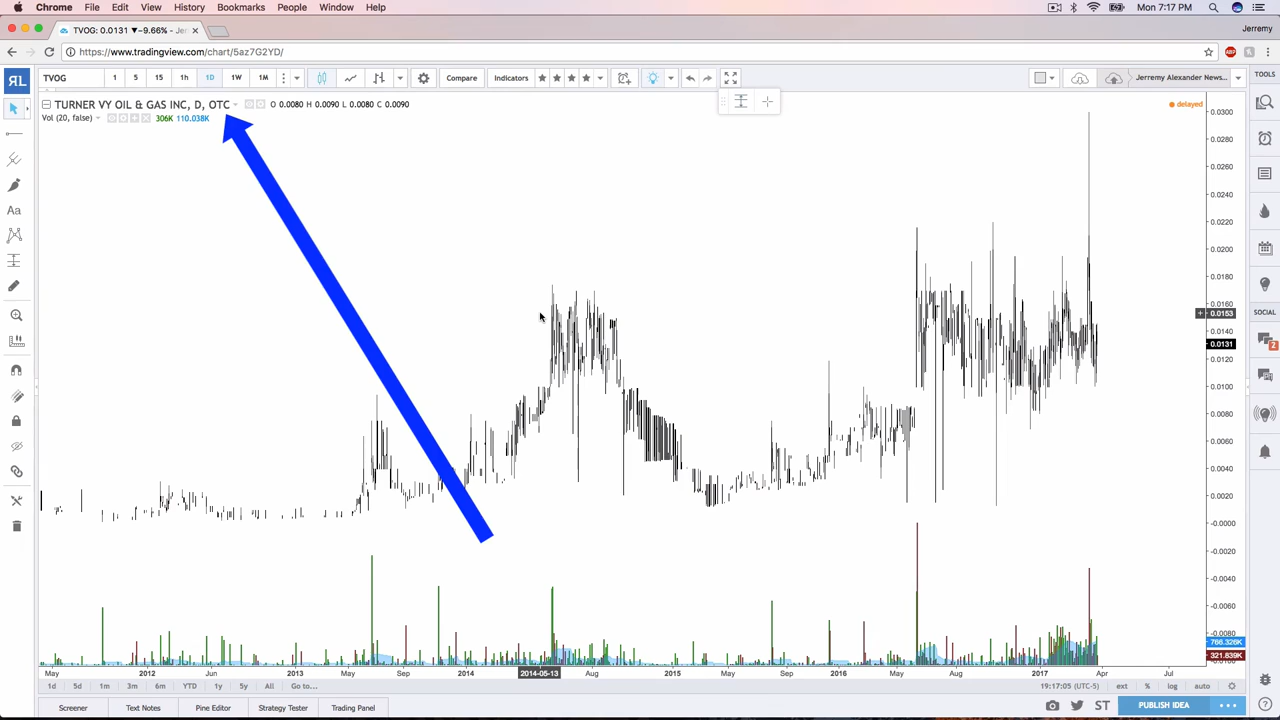 Chrome File Edit View History Bookmarks People Window Help Mon 7:17 PM Jerremy
TVOG: 0.0131 ▼−9.66% — Je
https://www.tradingview.com/chart/5az7G2YD/
ЯL TVOG 1 5 15 1h 1D 1W 1M Compare Indicators Jerremy Alexander News... TOOLS
TURNER VY OIL & GAS INC, D, OTC O 0.0080 H 0.0090 L 0.0080 C 0.0090 delayed
Vol (20, false) 306K 110.038K
0.0300
0.0280
0.0260
0.0240
0.0220
0.0200
0.0180
0.0160
0.0153
0.0140
0.0131
0.0120
0.0100
0.0080
0.0060
0.0040
0.0020
-0.0000
-0.0020
-0.0040
-0.0060
-0.0080
766.326K
321.839K
Aa
SOCIAL
2
May 2012 Jun 2013 May Sep 2014 2014-05-13 Aug 2015 May Sep 2016 Aug 2017 Apr Jul
1d 5d 1m 3m 6m YTD 1y 5y All Go to... 19:17:05 (UTC-5) ext % log auto
Screener Text Notes Pine Editor Strategy Tester Trading Panel ST PUBLISH IDEA